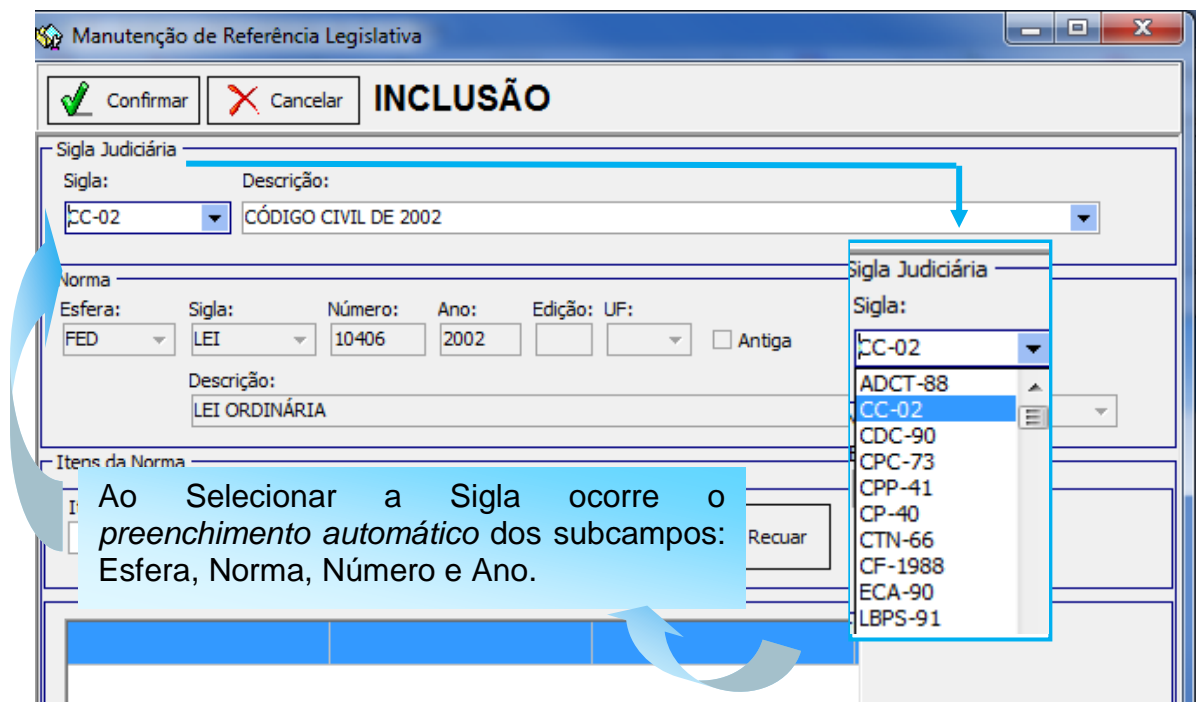 Manutenção de Referência Legislativa
Confirmar Cancelar INCLUSÃO
Sigla Judiciária
Sigla: Descrição:
CC-02 CÓDIGO CIVIL DE 2002
Norma
Esfera: Sigla: Número: Ano: Edição: UF:
FED LEI 10406 2002 Antiga
Descrição:
LEI ORDINÁRIA
Sigla Judiciária
Sigla:
CC-02
ADCT-88
CC-02
CDC-90
CPC-73
CPP-41
CP-40
CTN-66
CF-1988
ECA-90
LBPS-91
Itens da Norma
Recuar
Ao Selecionar a Sigla ocorre o
preenchimento automático dos subcampos:
Esfera, Norma, Número e Ano.